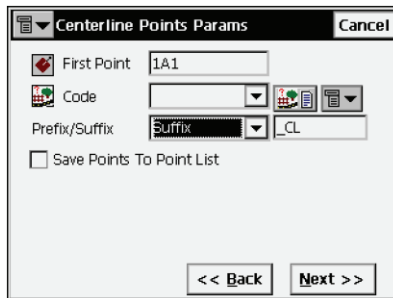 Centerline Points Params Cancel
First Point 1A1
Code
Prefix/Suffix Suffix _CL
Save Points To Point List
<< Back Next >>